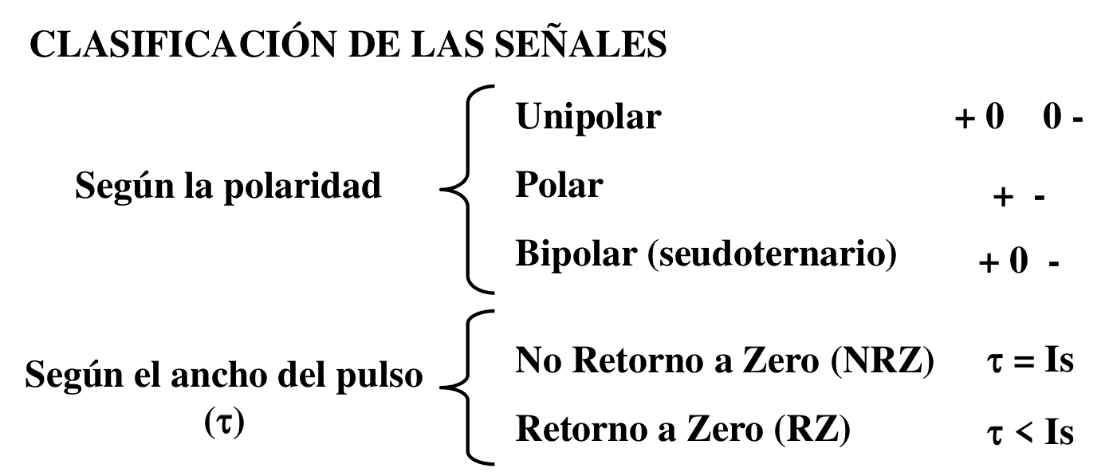 CLASIFICACIÓN DE LAS SEÑALES
Según la polaridad
Unipolar + 0 0 -
Polar + -
Bipolar (seudoternario) + 0 -
Según el ancho del pulso
(τ)
No Retorno a Zero (NRZ) τ = Is
Retorno a Zero (RZ) τ < Is